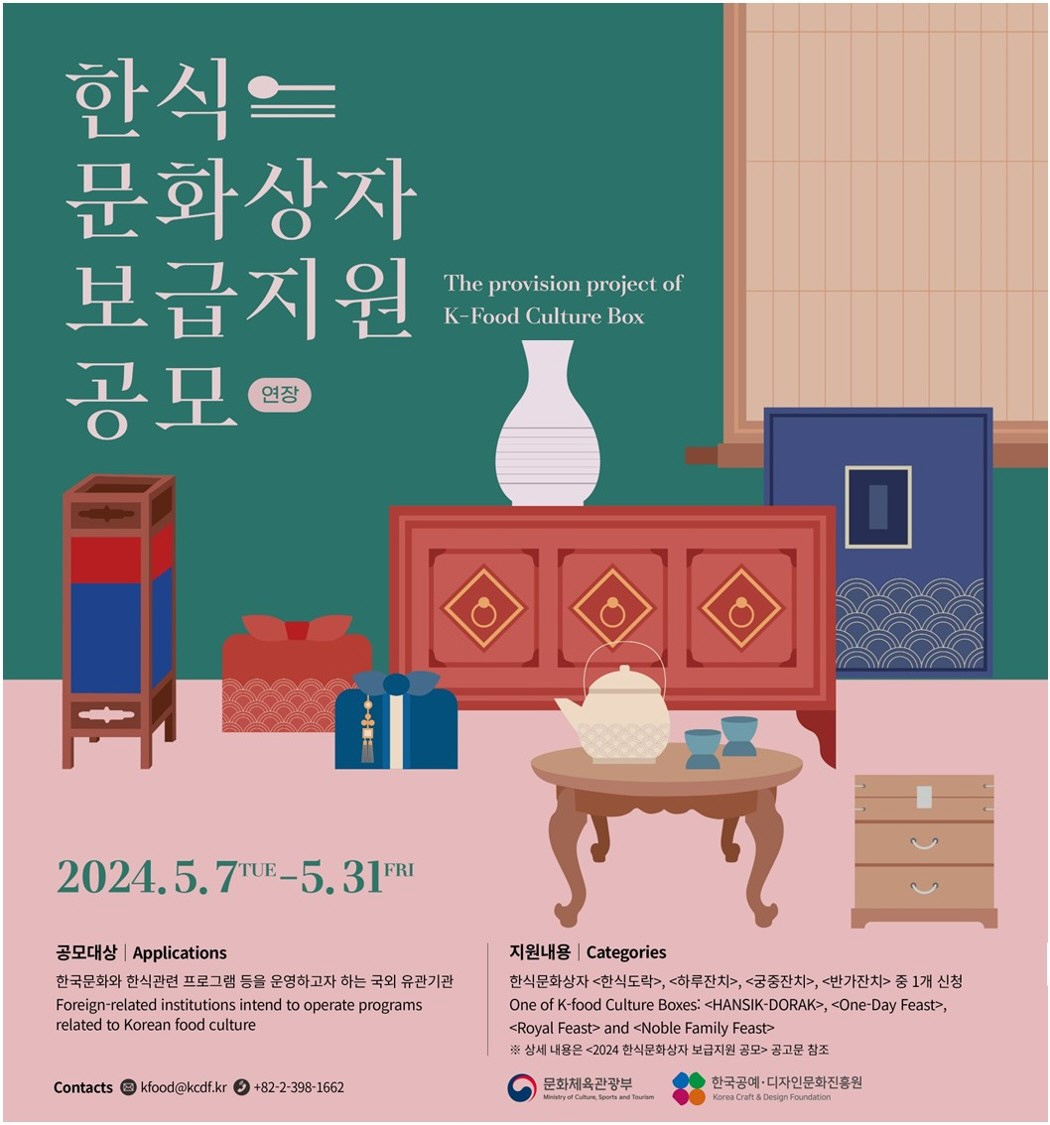 한식
문화상자
보급지원
공모 연장
The provision project of
K-Food Culture Box
2024. 5. 7 TUE - 5. 31 FRI
공모대상 | Applications
한국문화와 한식관련 프로그램 등을 운영하고자 하는 국외 유관기관
Foreign-related institutions intend to operate programs
related to Korean food culture
지원내용 | Categories
한식문화상자 <한식도락>, <하루잔치>, <궁중잔치>, <반가잔치> 중 1개 신청
One of K-food Culture Boxes: <HANSIK-DORAK>, <One-Day Feast>,
<Royal Feast> and <Noble Family Feast>
※ 상세 내용은 <2024 한식문화상자 보급지원 공모> 공고문 참조
Contacts kfood@kcdf.kr +82-2-398-1662
문화체육관광부
Ministry of Culture, Sports and Tourism
한국공예·디자인문화진흥원
Korea Craft & Design Foundation